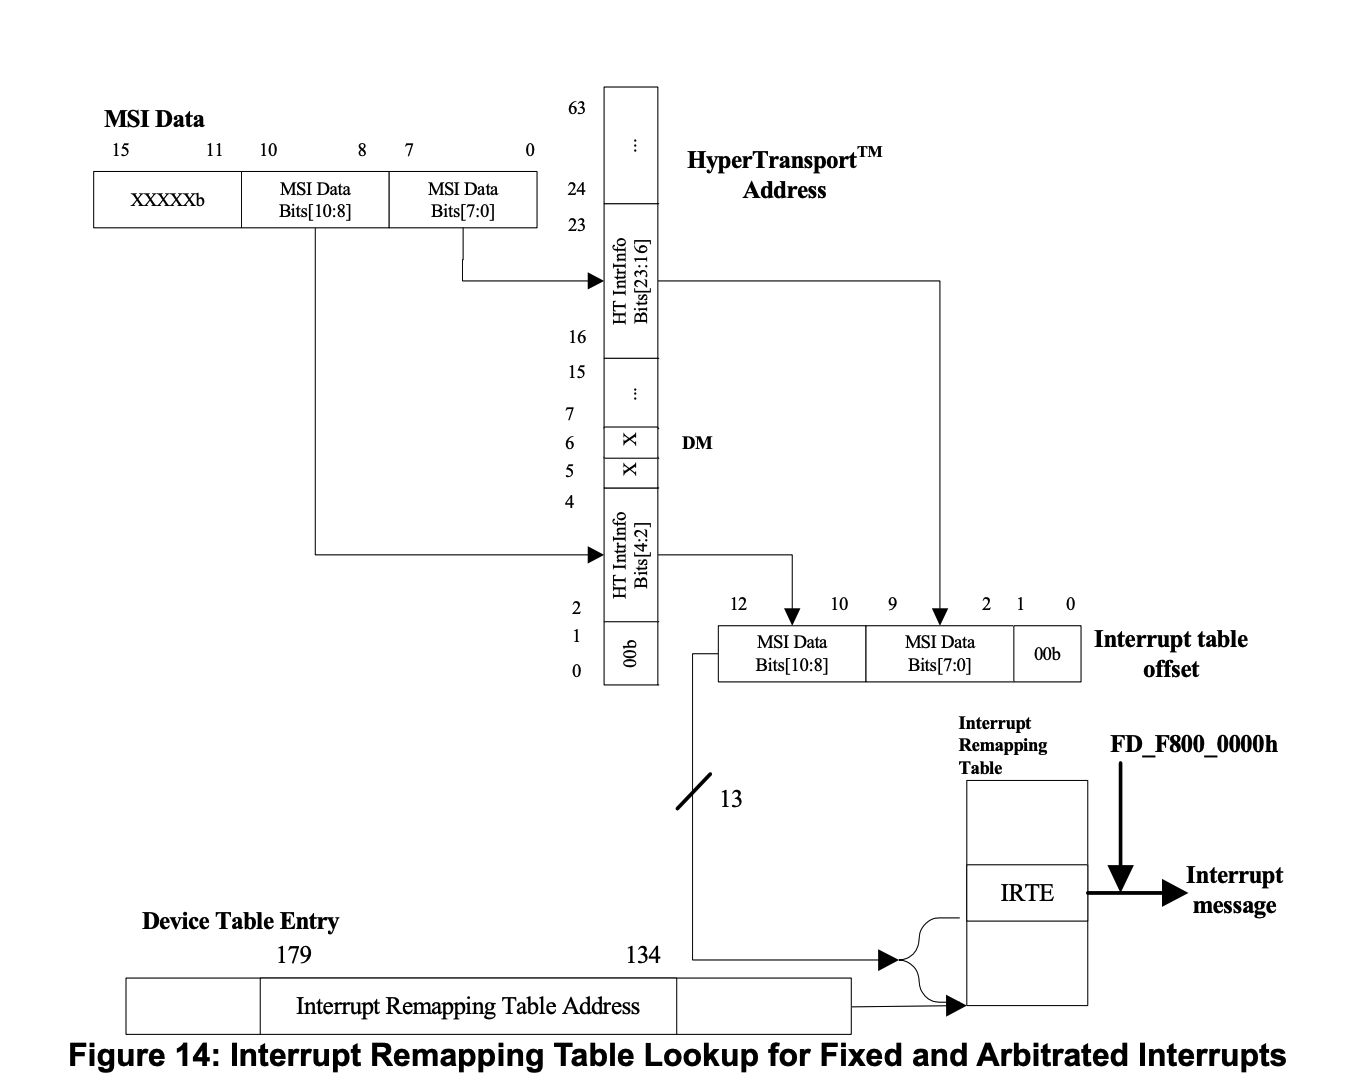 MSI Data
15 11 10 8 7 0
XXXXXb
MSI Data
Bits[10:8]
MSI Data
Bits[7:0]
63
...
24
23
HT IntrInfo
Bits[23:16]
16
15
...
7
6
X
DM
5
X
4
HT IntrInfo
Bits[4:2]
2
1
00b
0
HyperTransport™
Address
12 10 9 2 1 0
MSI Data
Bits[10:8]
MSI Data
Bits[7:0]
00b
Interrupt table
offset
Interrupt
Remapping
Table
FD_F800_0000h
13
IRTE
Interrupt
message
Device Table Entry
179 134
Interrupt Remapping Table Address
Figure 14: Interrupt Remapping Table Lookup for Fixed and Arbitrated Interrupts